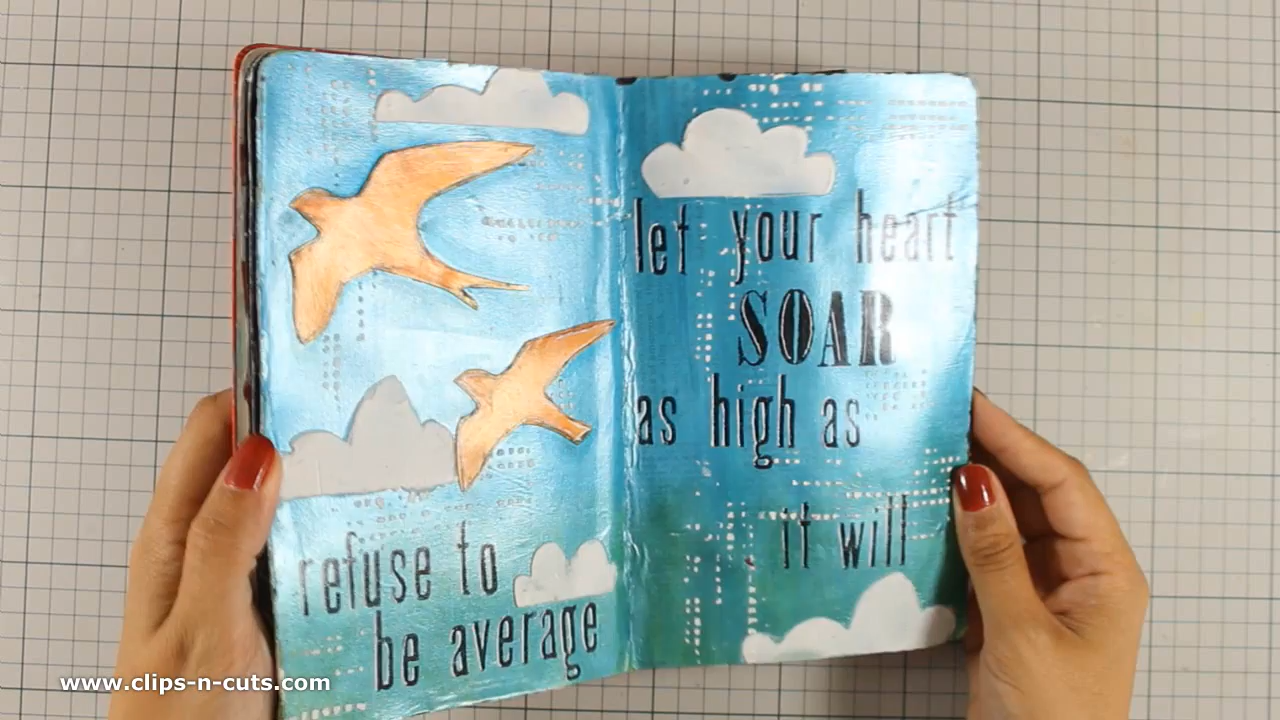 refuse to
be average
let your heart
SOAR
as high as
it will
www.clips-n-cuts.com